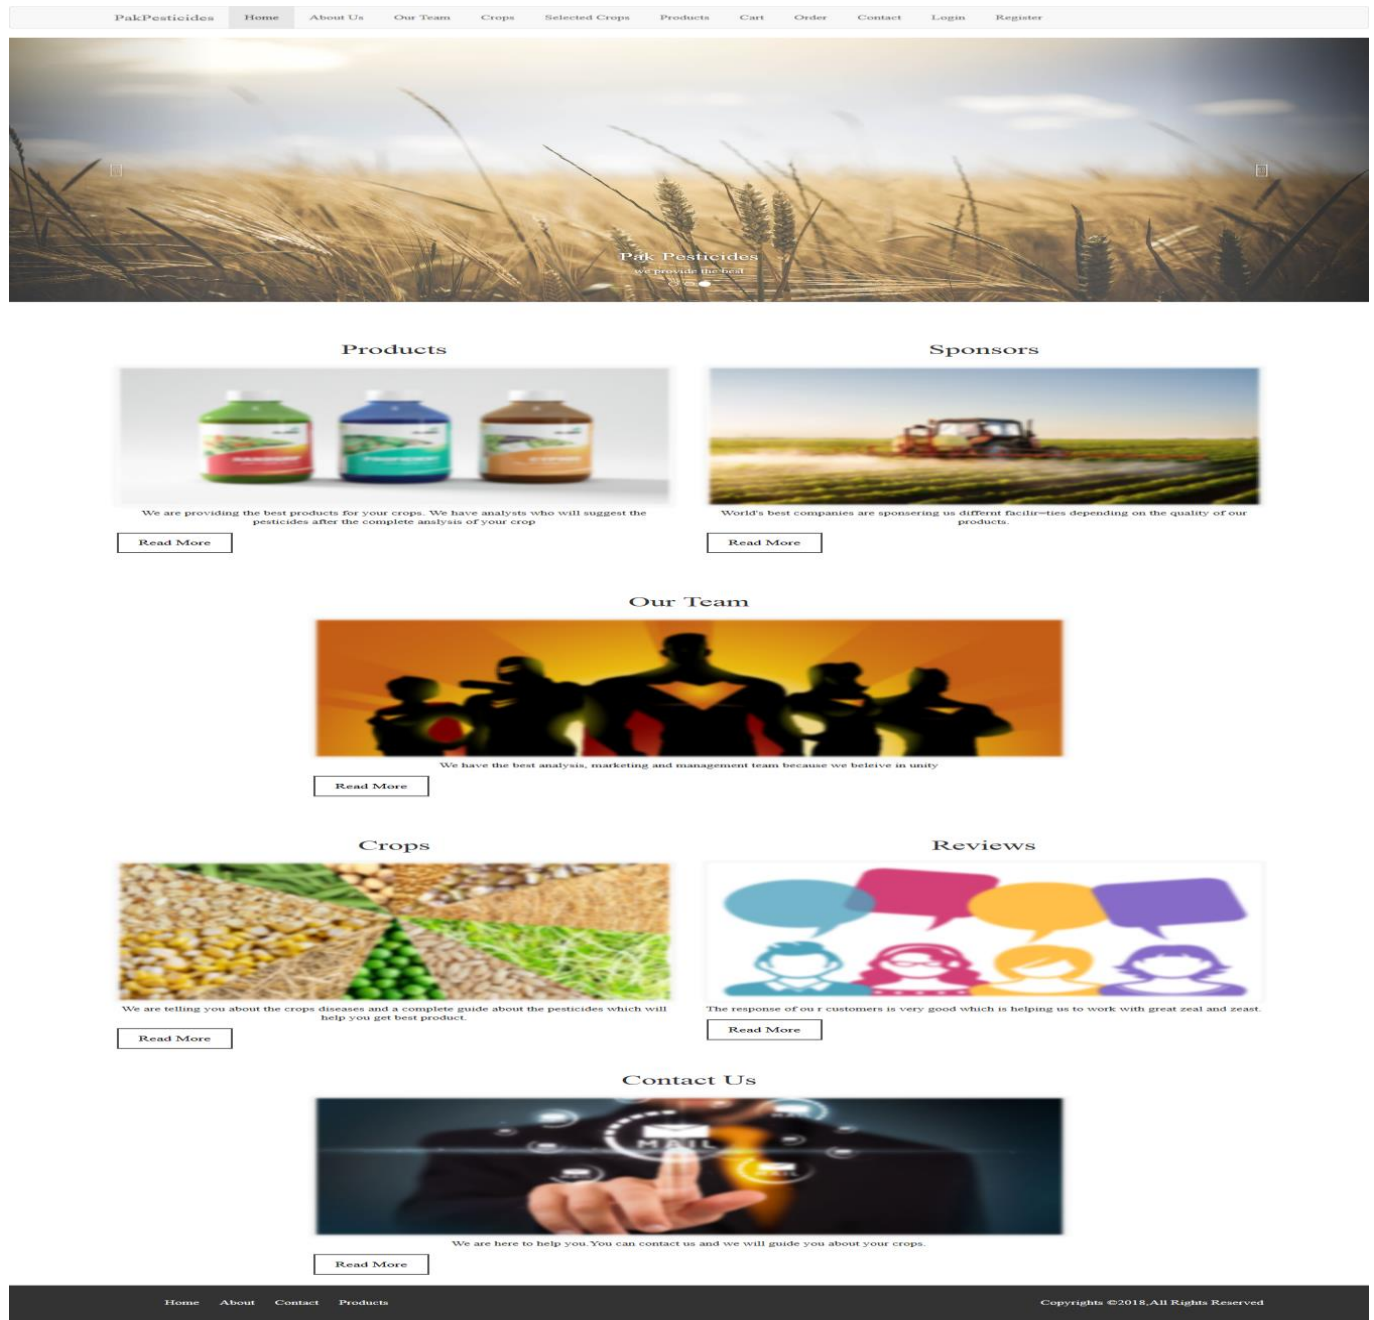 PakPesticides Home About Us Our Team Crops Selected Crops Products Cart Order Contact Login Register
Pak Pesticides
we provide the best
Products
We are providing the best products for your crops. We have analysts who will suggest the
pesticides after the complete anslysis of your crop
Read More
Sponsors
World's best companies are sponsering us differnt facilir=ties depending on the quality of our
products.
Read More
Our Team
We have the best analysis, marketing and management team because we beleive in unity
Read More
Crops
We are telling you about the crops diseases and a complete guide about the pesticides which will
help you get best product.
Read More
Reviews
The response of ou r customers is very good which is helping us to work with great zeal and zeast.
Read More
Contact Us
MAIL
We are here to help you.You can contact us and we will guide you about your crops.
Read More
Home About Contact Products
Copyrights ©2018,All Rights Reserved